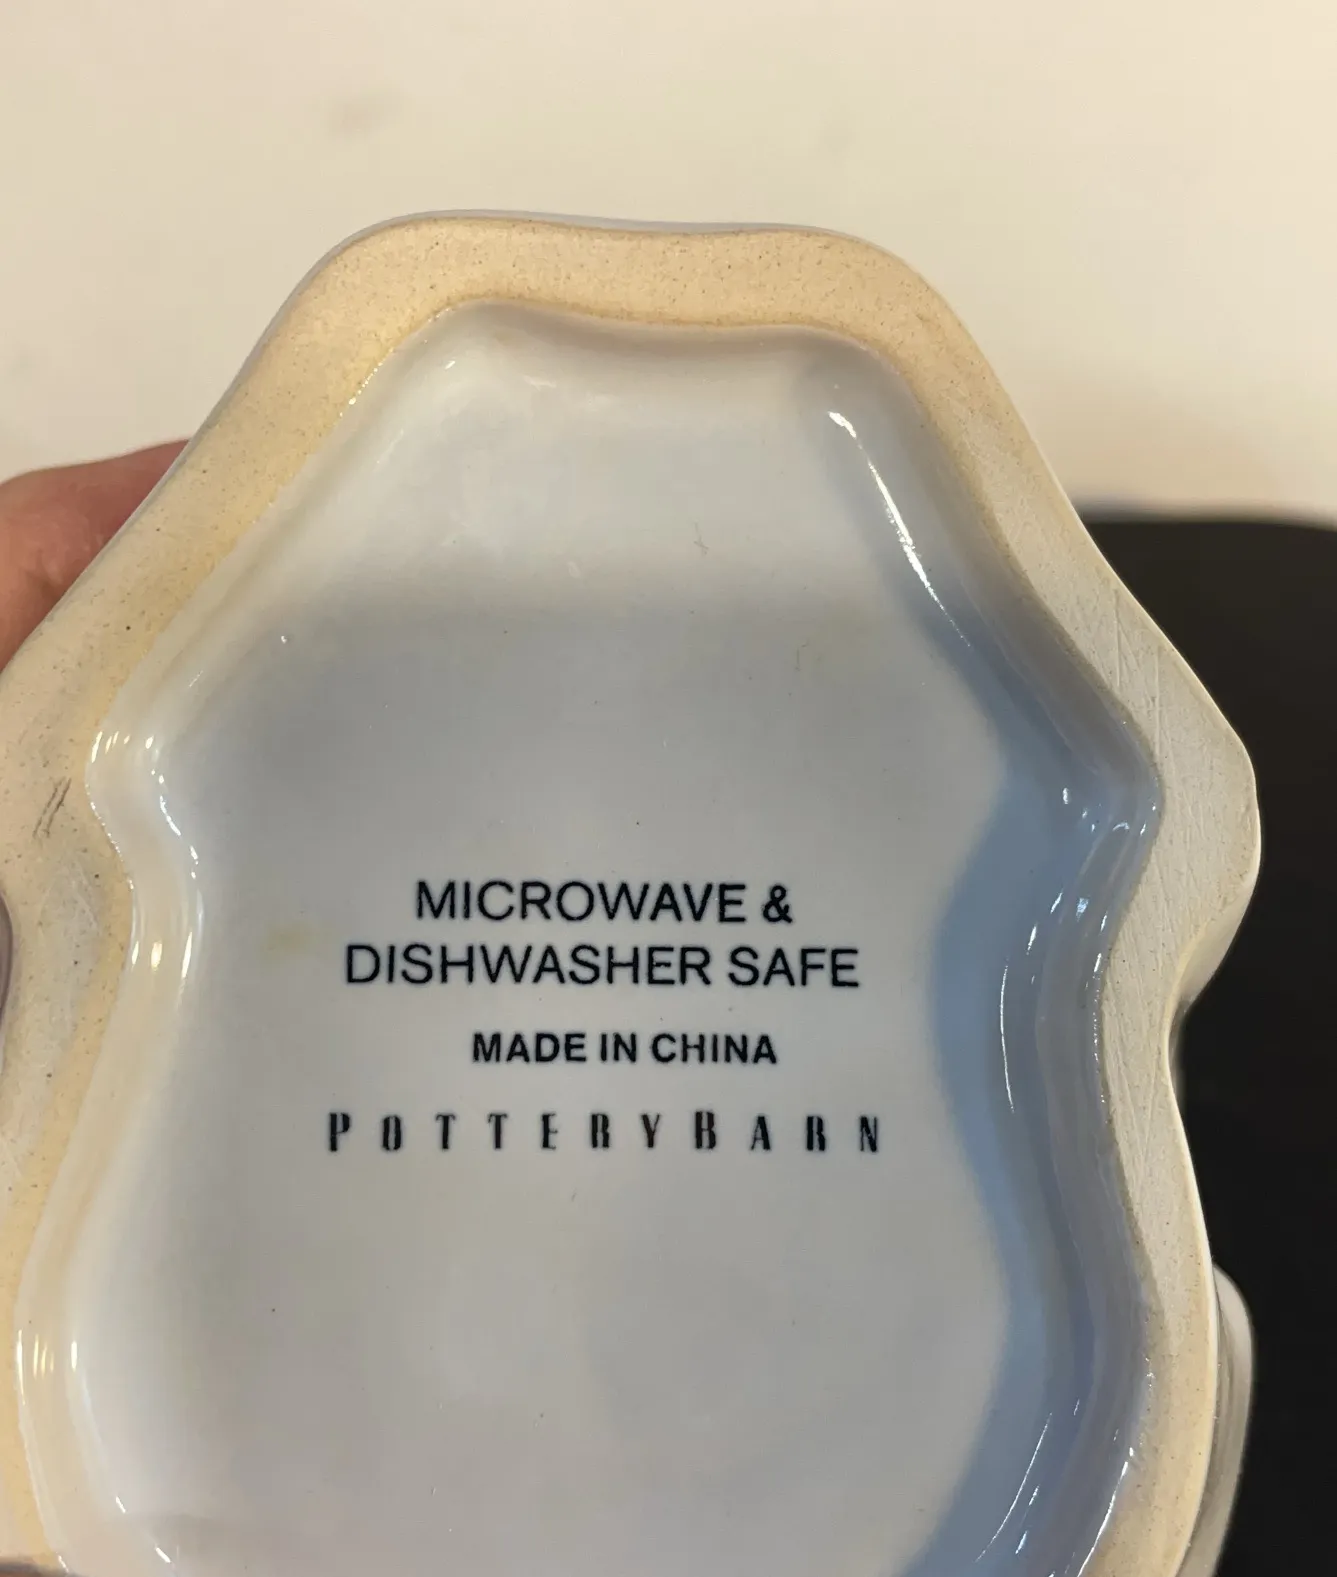 MICROWAVE &
DISHWASHER SAFE
MADE IN CHINA
POTTERYBARN